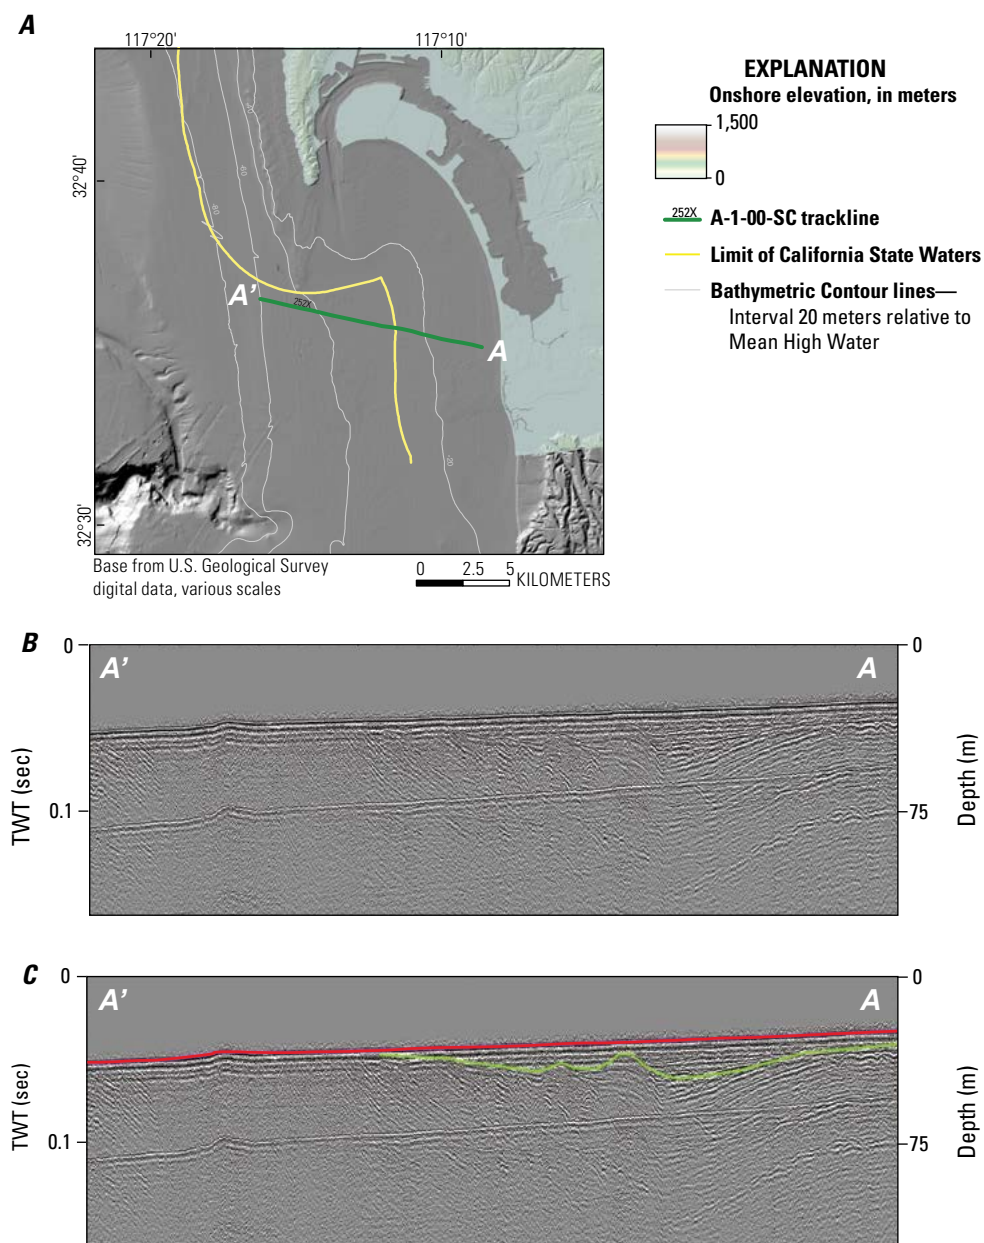 A
117°20'
117°10'
32°40'
32°30'
-60
-80
-20
A'
252X
A
Base from U.S. Geological Survey
digital data, various scales
0 2.5 5 KILOMETERS
EXPLANATION
Onshore elevation, in meters
1,500
0
252X A-1-00-SC trackline
Limit of California State Waters
Bathymetric Contour lines—
Interval 20 meters relative to
Mean High Water
B
0
0
A'
A
TWT (sec)
Depth (m)
0.1
75
C
0
0
A'
A
TWT (sec)
Depth (m)
0.1
75